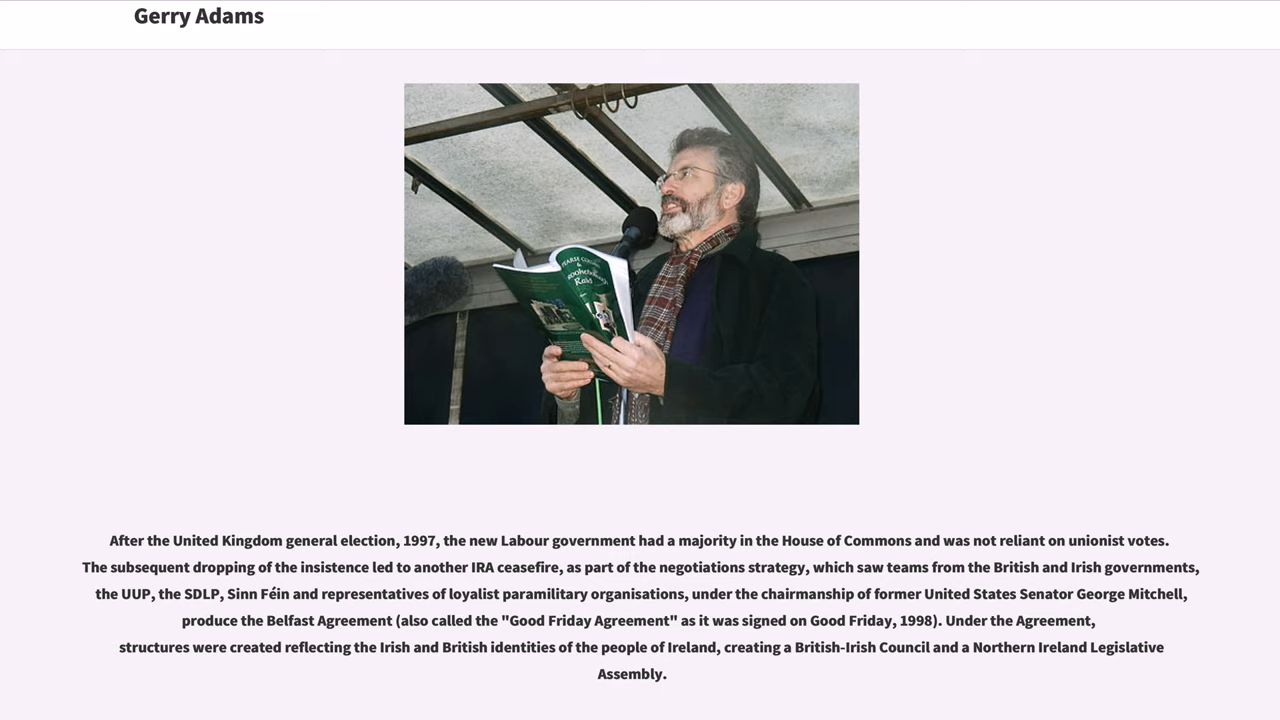 Gerry Adams
PEARSE COLUMN
&
Brookeborough
Raid
After the United Kingdom general election, 1997, the new Labour government had a majority in the House of Commons and was not reliant on unionist votes.
The subsequent dropping of the insistence led to another IRA ceasefire, as part of the negotiations strategy, which saw teams from the British and Irish governments,
the UUP, the SDLP, Sinn Féin and representatives of loyalist paramilitary organisations, under the chairmanship of former United States Senator George Mitchell,
produce the Belfast Agreement (also called the "Good Friday Agreement" as it was signed on Good Friday, 1998). Under the Agreement,
structures were created reflecting the Irish and British identities of the people of Ireland, creating a British-Irish Council and a Northern Ireland Legislative
Assembly.